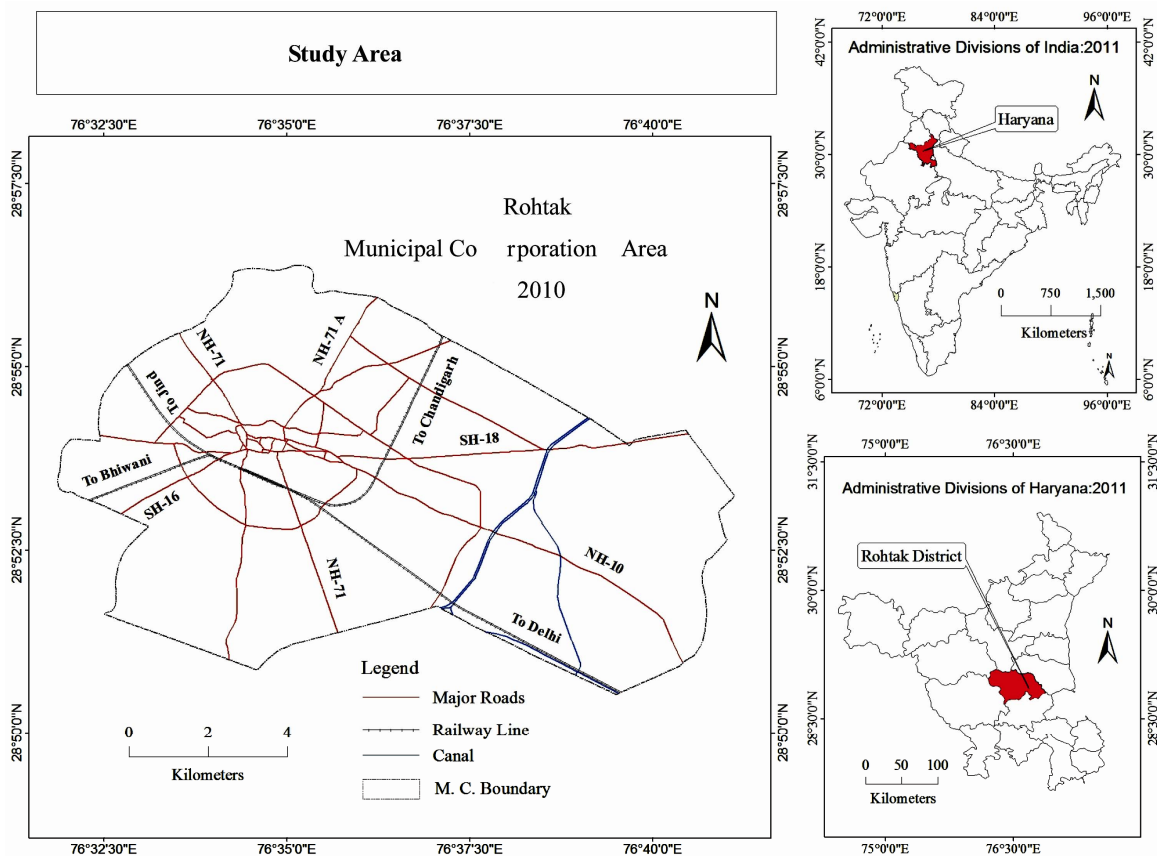 Study Area
76°32'30"E 76°35'0"E 76°37'30"E 76°40'0"E
28°57'30"N
28°55'0"N
28°52'30"N
28°50'0"N
28°57'30"N
28°55'0"N
28°52'30"N
28°50'0"N
Rohtak
Municipal Co rporation Area
2010
N
NH-71
NH-71 A
To Jind
To Chandigarh
SH-18
To Bhiwani
SH-16
NH-71
NH-10
To Delhi
Legend
Major Roads
Railway Line
Canal
M. C. Boundary
0 2 4
Kilometers
76°32'30"E 76°35'0"E 76°37'30"E 76°40'0"E
72°0'0"E 84°0'0"E 96°0'0"E
42°0'0"N
30°0'0"N
18°0'0"N
6°0'0"N
42°0'0"N
30°0'0"N
18°0'0"N
6°0'0"N
Administrative Divisions of India:2011
N
Haryana
0 750 1,500
Kilometers
N
72°0'0"E 84°0'0"E 96°0'0"E
75°0'0"E 76°30'0"E
31°30'0"N
30°0'0"N
28°30'0"N
31°30'0"N
30°0'0"N
28°30'0"N
Administrative Divisions of Haryana:2011
Rohtak District
N
0 50 100
Kilometers
75°0'0"E 76°30'0"E